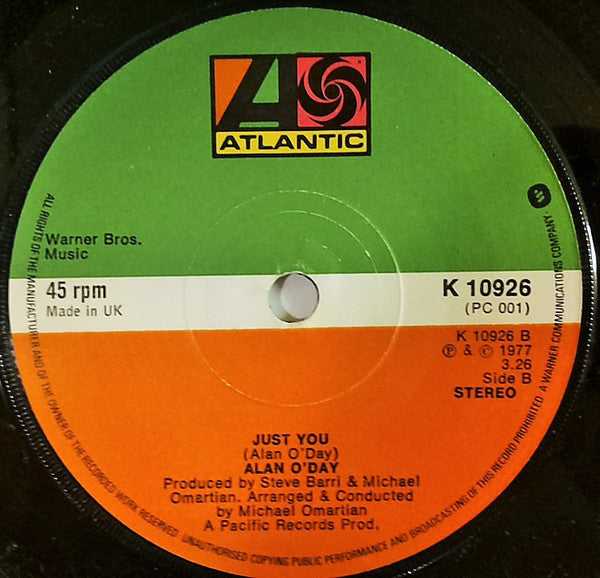 A
ATLANTIC
Warner Bros.
Music
45 rpm
Made in UK
K 10926
(PC 001)
K 10926 B
℗ & © 1977
3.26
Side B
STEREO
JUST YOU
(Alan O'Day)
ALAN O'DAY
Produced by Steve Barri & Michael
Omartian. Arranged & Conducted
by Michael Omartian
A Pacific Records Prod.
ALL RIGHTS OF THE MANUFACTURER AND OF THE OWNER OF THE RECORDED WORK RESERVED · UNAUTHORISED COPYING PUBLIC PERFORMANCE AND BROADCASTING OF THIS RECORD PROHIBITED · A WARNER COMMUNICATIONS COMPANY ·